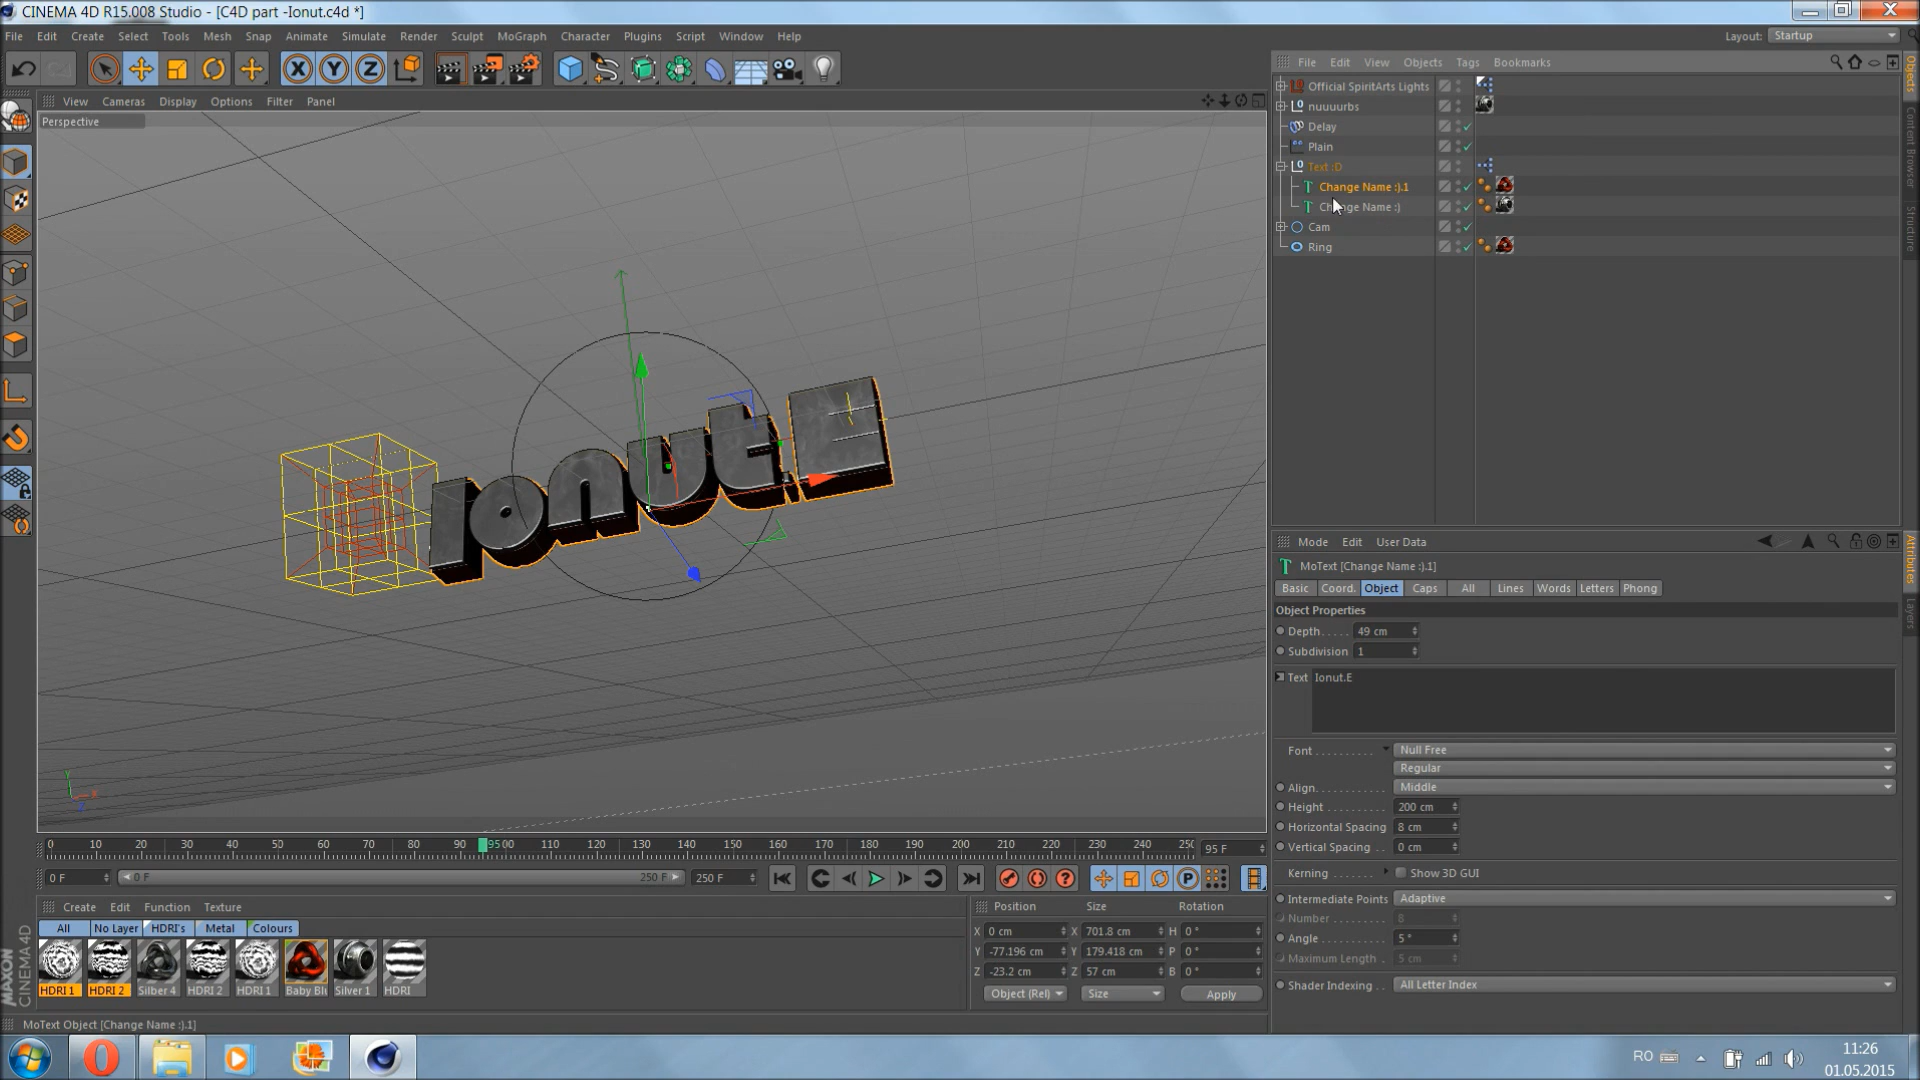 CINEMA 4D R15.008 Studio - [C4D part -Ionut.c4d *]
File Edit Create Select Tools Mesh Snap Animate Simulate Render Sculpt MoGraph Character Plugins Script Window Help
Layout: Startup
View Cameras Display Options Filter Panel
Perspective
Ionut.E
0 10 20 30 40 50 60 70 80 90 95 00 110 120 130 140 150 160 170 180 190 200 210 220 230 240 250
95 F
0 F
0 F
250 F
250 F
Create Edit Function Texture
All No Layer HDRI's Metal Colours
HDRI 1 HDRI 2 Silber 4 HDRI 2 HDRI 1 Baby Blu Silver 1 HDRI
MAXON CINEMA 4D
Position Size Rotation
X 0 cm X 701.8 cm H 0 °
Y -77.196 cm Y 179.418 cm P 0 °
Z -23.2 cm Z 57 cm B 0 °
Object (Rel) Size Apply
MoText Object [Change Name :).1]
File Edit View Objects Tags Bookmarks
Official SpiritArts Lights
nuuuurbs
Delay
Plain
Text :D
Change Name :).1
Change Name :)
Cam
Ring
Objects
Content Browser
Structure
Mode Edit User Data
MoText [Change Name :).1]
Basic Coord. Object Caps All Lines Words Letters Phong
Object Properties
Depth . . . . . 49 cm
Subdivision 1
Text Ionut.E
Font . . . . . . . . . . Null Free
Regular
Align. . . . . . . . . . . Middle
Height . . . . . . . . . 200 cm
Horizontal Spacing 8 cm
Vertical Spacing . . 0 cm
Kerning . . . . . . . . Show 3D GUI
Intermediate Points Adaptive
Number . . . . . . . . 8
Angle . . . . . . . . . . 5 °
Maximum Length . 5 cm
Shader Indexing . . All Letter Index
Attributes
Layers
RO
11:26
01.05.2015